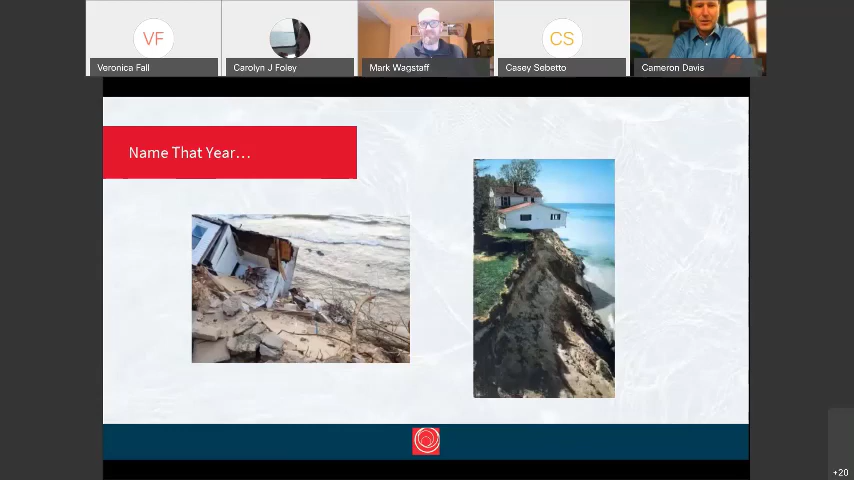 VF
CS
Veronica Fall
Carolyn J Foley
Mark Wagstaff
Casey Sebetto
Cameron Davis
Name That Year...
+20